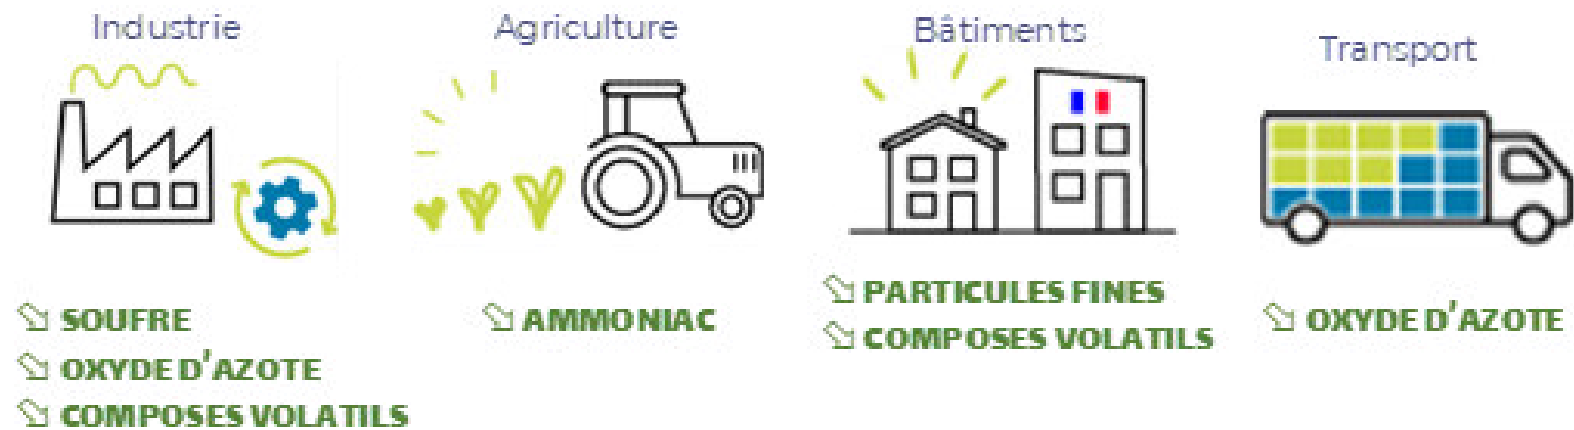 Industrie
Agriculture
Bâtiments
Transport
SOUFRE
OXYDE D'AZOTE
COMPOSES VOLATILS
AMMONIAC
PARTICULES FINES
COMPOSES VOLATILS
OXYDE D'AZOTE